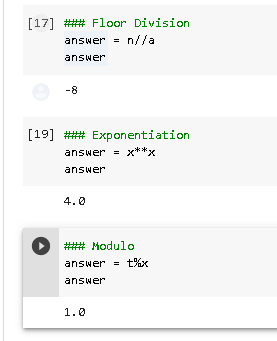 [17] ### Floor Division
answer = n//a
answer
-8
[19] ### Exponentiation
answer = x**x
answer
4.0
### Modulo
answer = t%x
answer
1.0